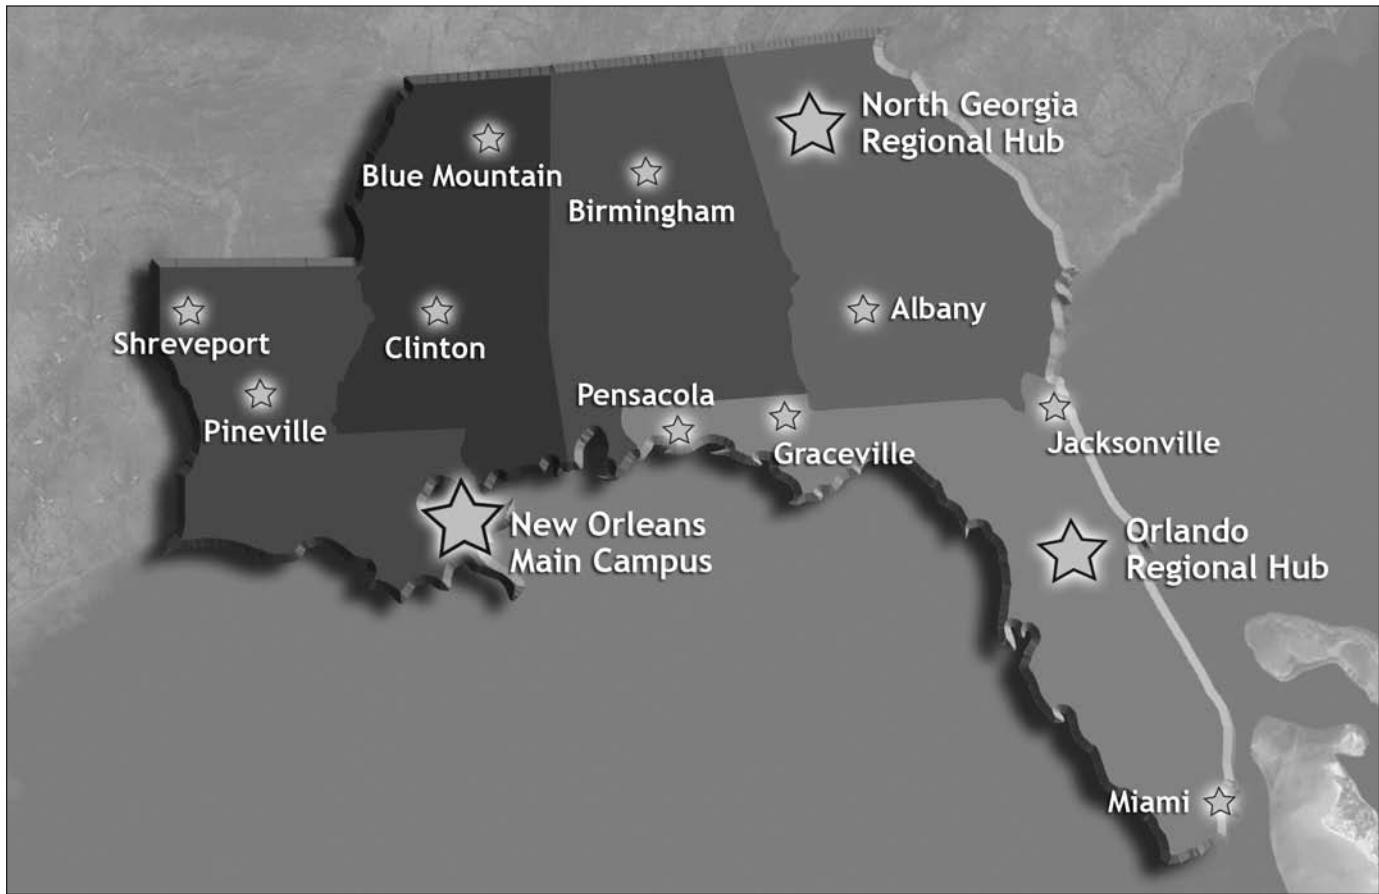 North Georgia
Regional Hub
Blue Mountain
Birmingham
Albany
Shreveport
Clinton
Pensacola
Pineville
Graceville
Jacksonville
New Orleans
Main Campus
Orlando
Regional Hub
Miami